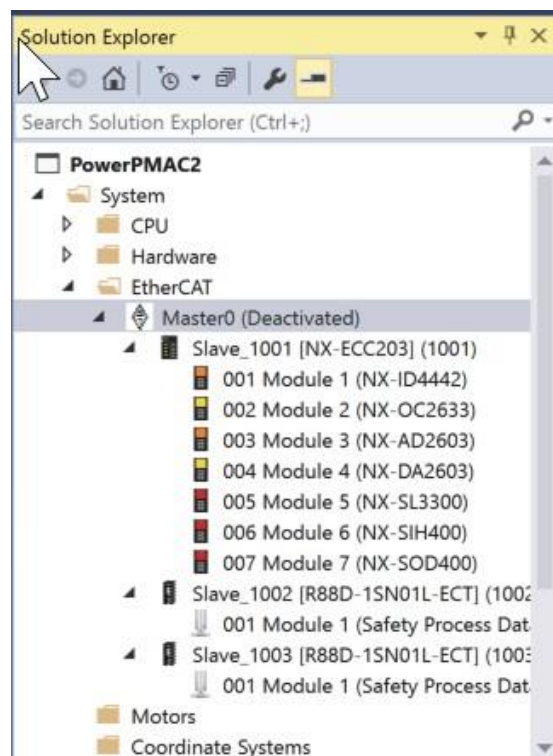 Solution Explorer
Search Solution Explorer (Ctrl+;)
PowerPMAC2
System
CPU
Hardware
EtherCAT
Master0 (Deactivated)
Slave_1001 [NX-ECC203] (1001)
001 Module 1 (NX-ID4442)
002 Module 2 (NX-OC2633)
003 Module 3 (NX-AD2603)
004 Module 4 (NX-DA2603)
005 Module 5 (NX-SL3300)
006 Module 6 (NX-SIH400)
007 Module 7 (NX-SOD400)
Slave_1002 [R88D-1SN01L-ECT] (1002
001 Module 1 (Safety Process Dat
Slave_1003 [R88D-1SN01L-ECT] (1003
001 Module 1 (Safety Process Dat
Motors
Coordinate Systems